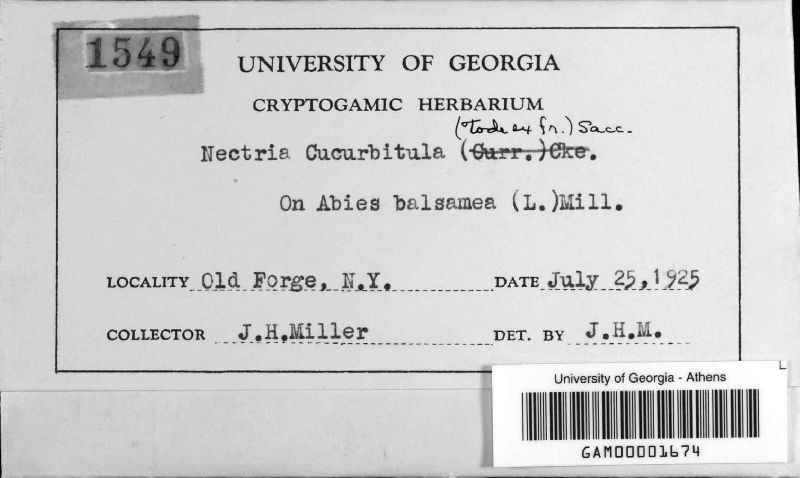 1549
UNIVERSITY OF GEORGIA
CRYPTOGAMIC HERBARIUM
(Tode ex fr.) Sacc.
Nectria Cucurbitula (Curr.)Cke.
On Abies balsamea (L.)Mill.
LOCALITY Old Forge, N.Y. DATE July 25,1925
COLLECTOR J.H.Miller DET. BY J.H.M.
University of Georgia - Athens
GAM00001674